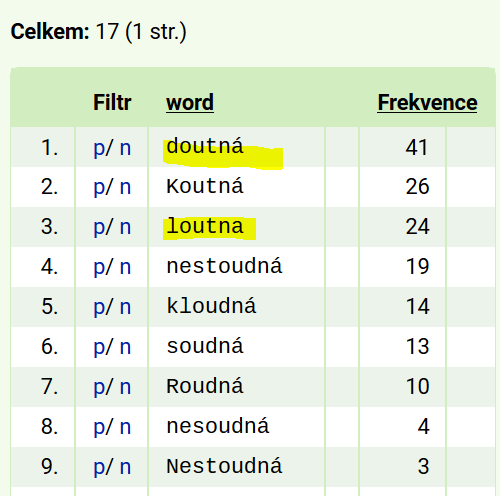 Celkem: 17 (1 str.)
Filtr word Frekvence
1. p/ n doutná 41
2. p/ n Koutná 26
3. p/ n loutna 24
4. p/ n nestoudná 19
5. p/ n kloudná 14
6. p/ n soudná 13
7. p/ n Roudná 10
8. p/ n nesoudná 4
9. p/ n Nestoudná 3